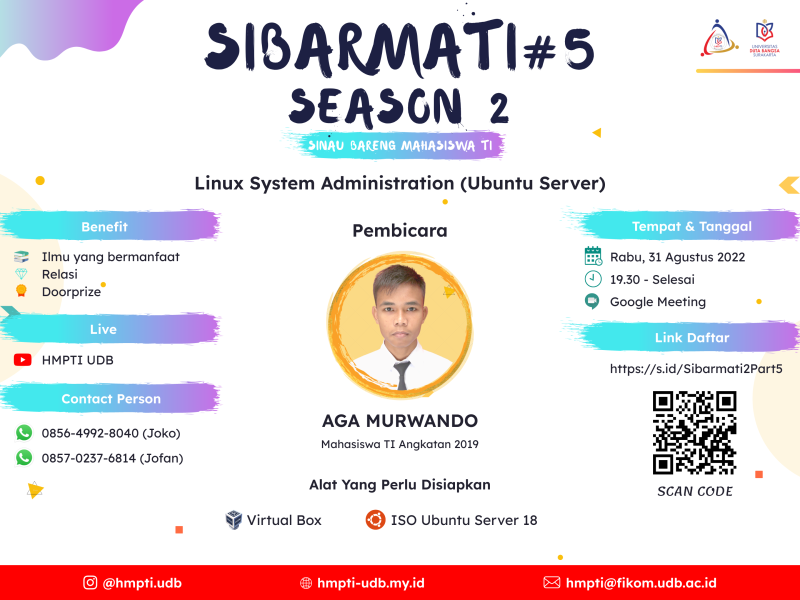 SIBARMATI#5
SEASON 2
SINAU BARENG MAHASISWA TI
UNIVERSITAS
DUTA BANGSA
SURAKARTA
Linux System Administration (Ubuntu Server)
Benefit
Ilmu yang bermanfaat
Relasi
Doorprize
Live
HMPTI UDB
Contact Person
0856-4992-8040 (Joko)
0857-0237-6814 (Jofan)
Pembicara
AGA MURWANDO
Mahasiswa TI Angkatan 2019
Alat Yang Perlu Disiapkan
Virtual Box
ISO Ubuntu Server 18
Tempat & Tanggal
Rabu, 31 Agustus 2022
19.30 - Selesai
Google Meeting
Link Daftar
https://s.id/Sibarmati2Part5
SCAN CODE
@hmpti.udb
hmpti-udb.my.id
hmpti@fikom.udb.ac.id